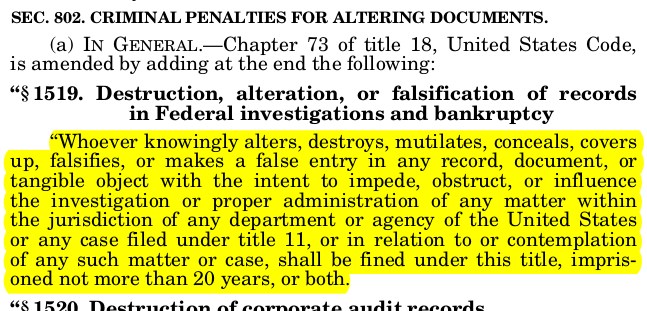 SEC. 802. CRIMINAL PENALTIES FOR ALTERING DOCUMENTS.
(a) IN GENERAL.—Chapter 73 of title 18, United States Code,
is amended by adding at the end the following:
“§ 1519. Destruction, alteration, or falsification of records
in Federal investigations and bankruptcy
“Whoever knowingly alters, destroys, mutilates, conceals, covers
up, falsifies, or makes a false entry in any record, document, or
tangible object with the intent to impede, obstruct, or influence
the investigation or proper administration of any matter within
the jurisdiction of any department or agency of the United States
or any case filed under title 11, or in relation to or contemplation
of any such matter or case, shall be fined under this title, impris-
oned not more than 20 years, or both.
“§ 1520. Destruction of corporate audit records